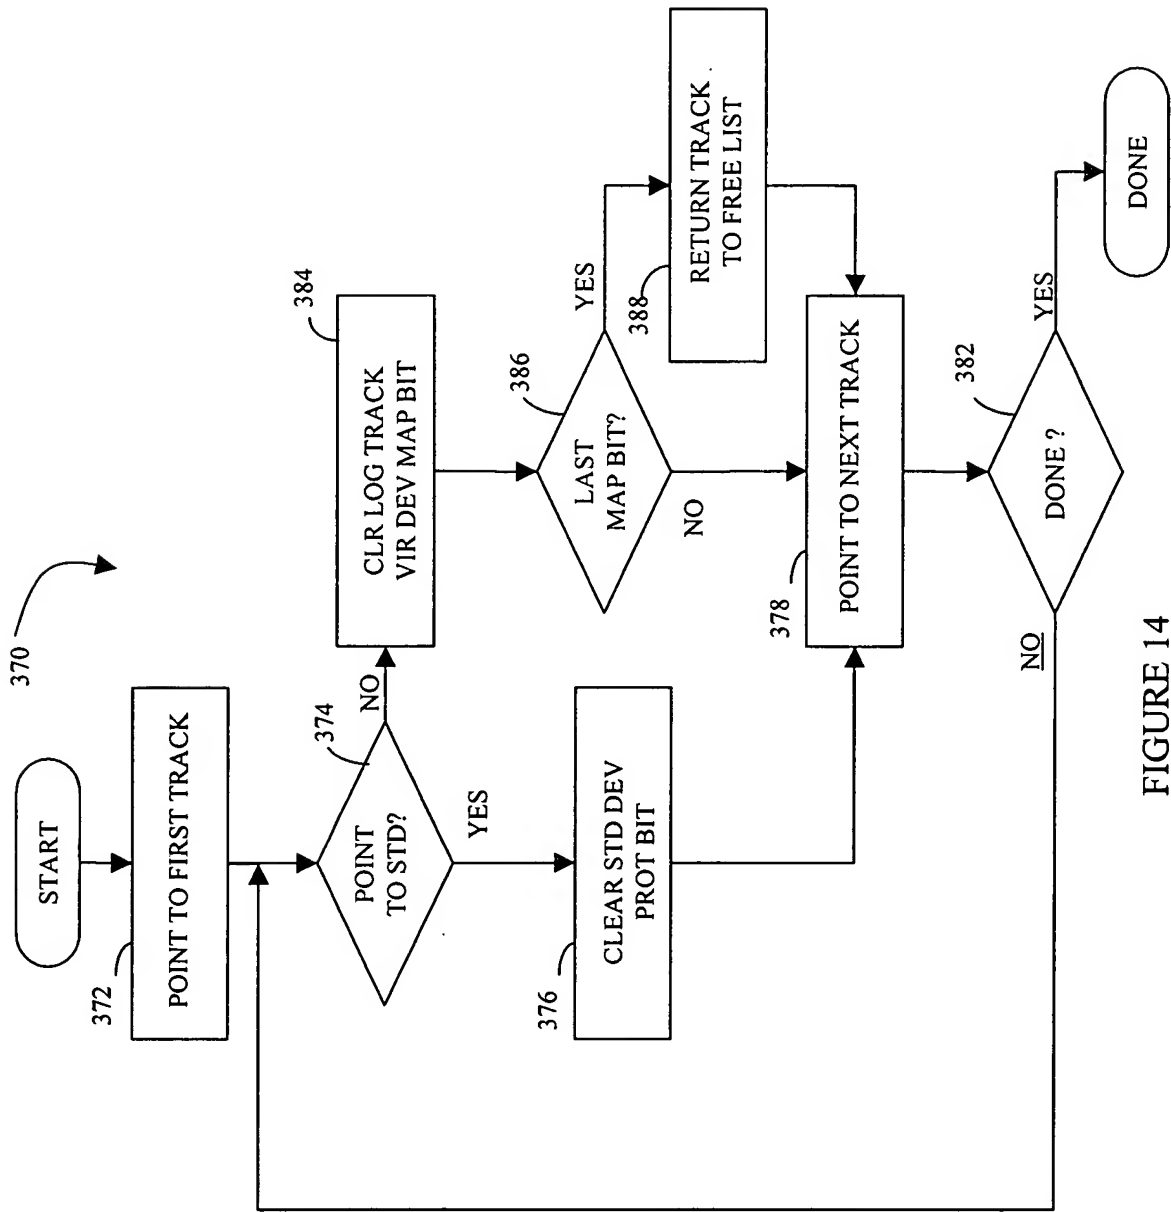 370
START
POINT TO FIRST TRACK
372
POINT
TO STD?
374
NO
YES
CLEAR STD DEV
PROT BIT
376
CLR LOG TRACK
VIR DEV MAP BIT
384
LAST
MAP BIT?
386
YES
NO
RETURN TRACK
TO FREE LIST
388
POINT TO NEXT TRACK
378
DONE ?
382
YES
NO
DONE
FIGURE 14